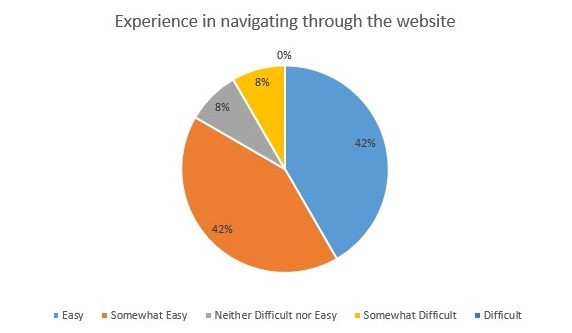 Experience in navigating through the website
0%
8%
8%
42%
42%
Easy Somewhat Easy Neither Difficult nor Easy Somewhat Difficult Difficult